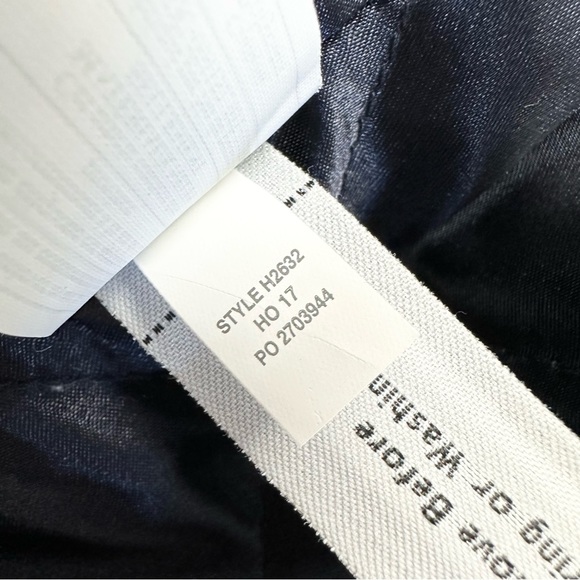 STYLE H2632
HO 17
PO 2703944
ove Before
ing or Washin